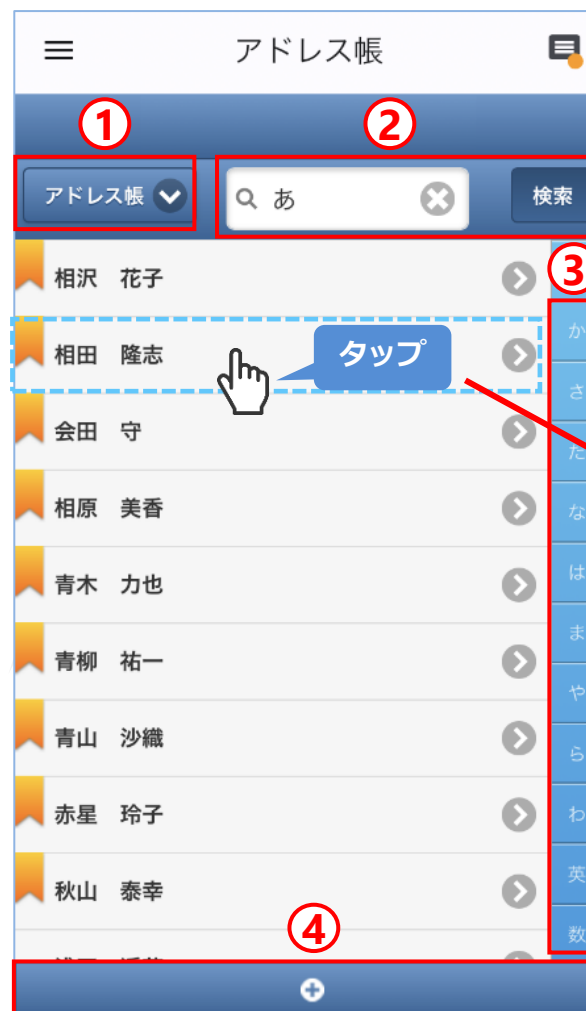 アドレス帳
① ②
アドレス帳 あ 検索
③
相沢 花子
か
相田 隆志 タップ
さ
会田 守
た
相原 美香
な
青木 力也
は
ま
青柳 祐一
や
青山 沙織
ら
赤星 玲子
わ
秋山 泰幸
英
④
数